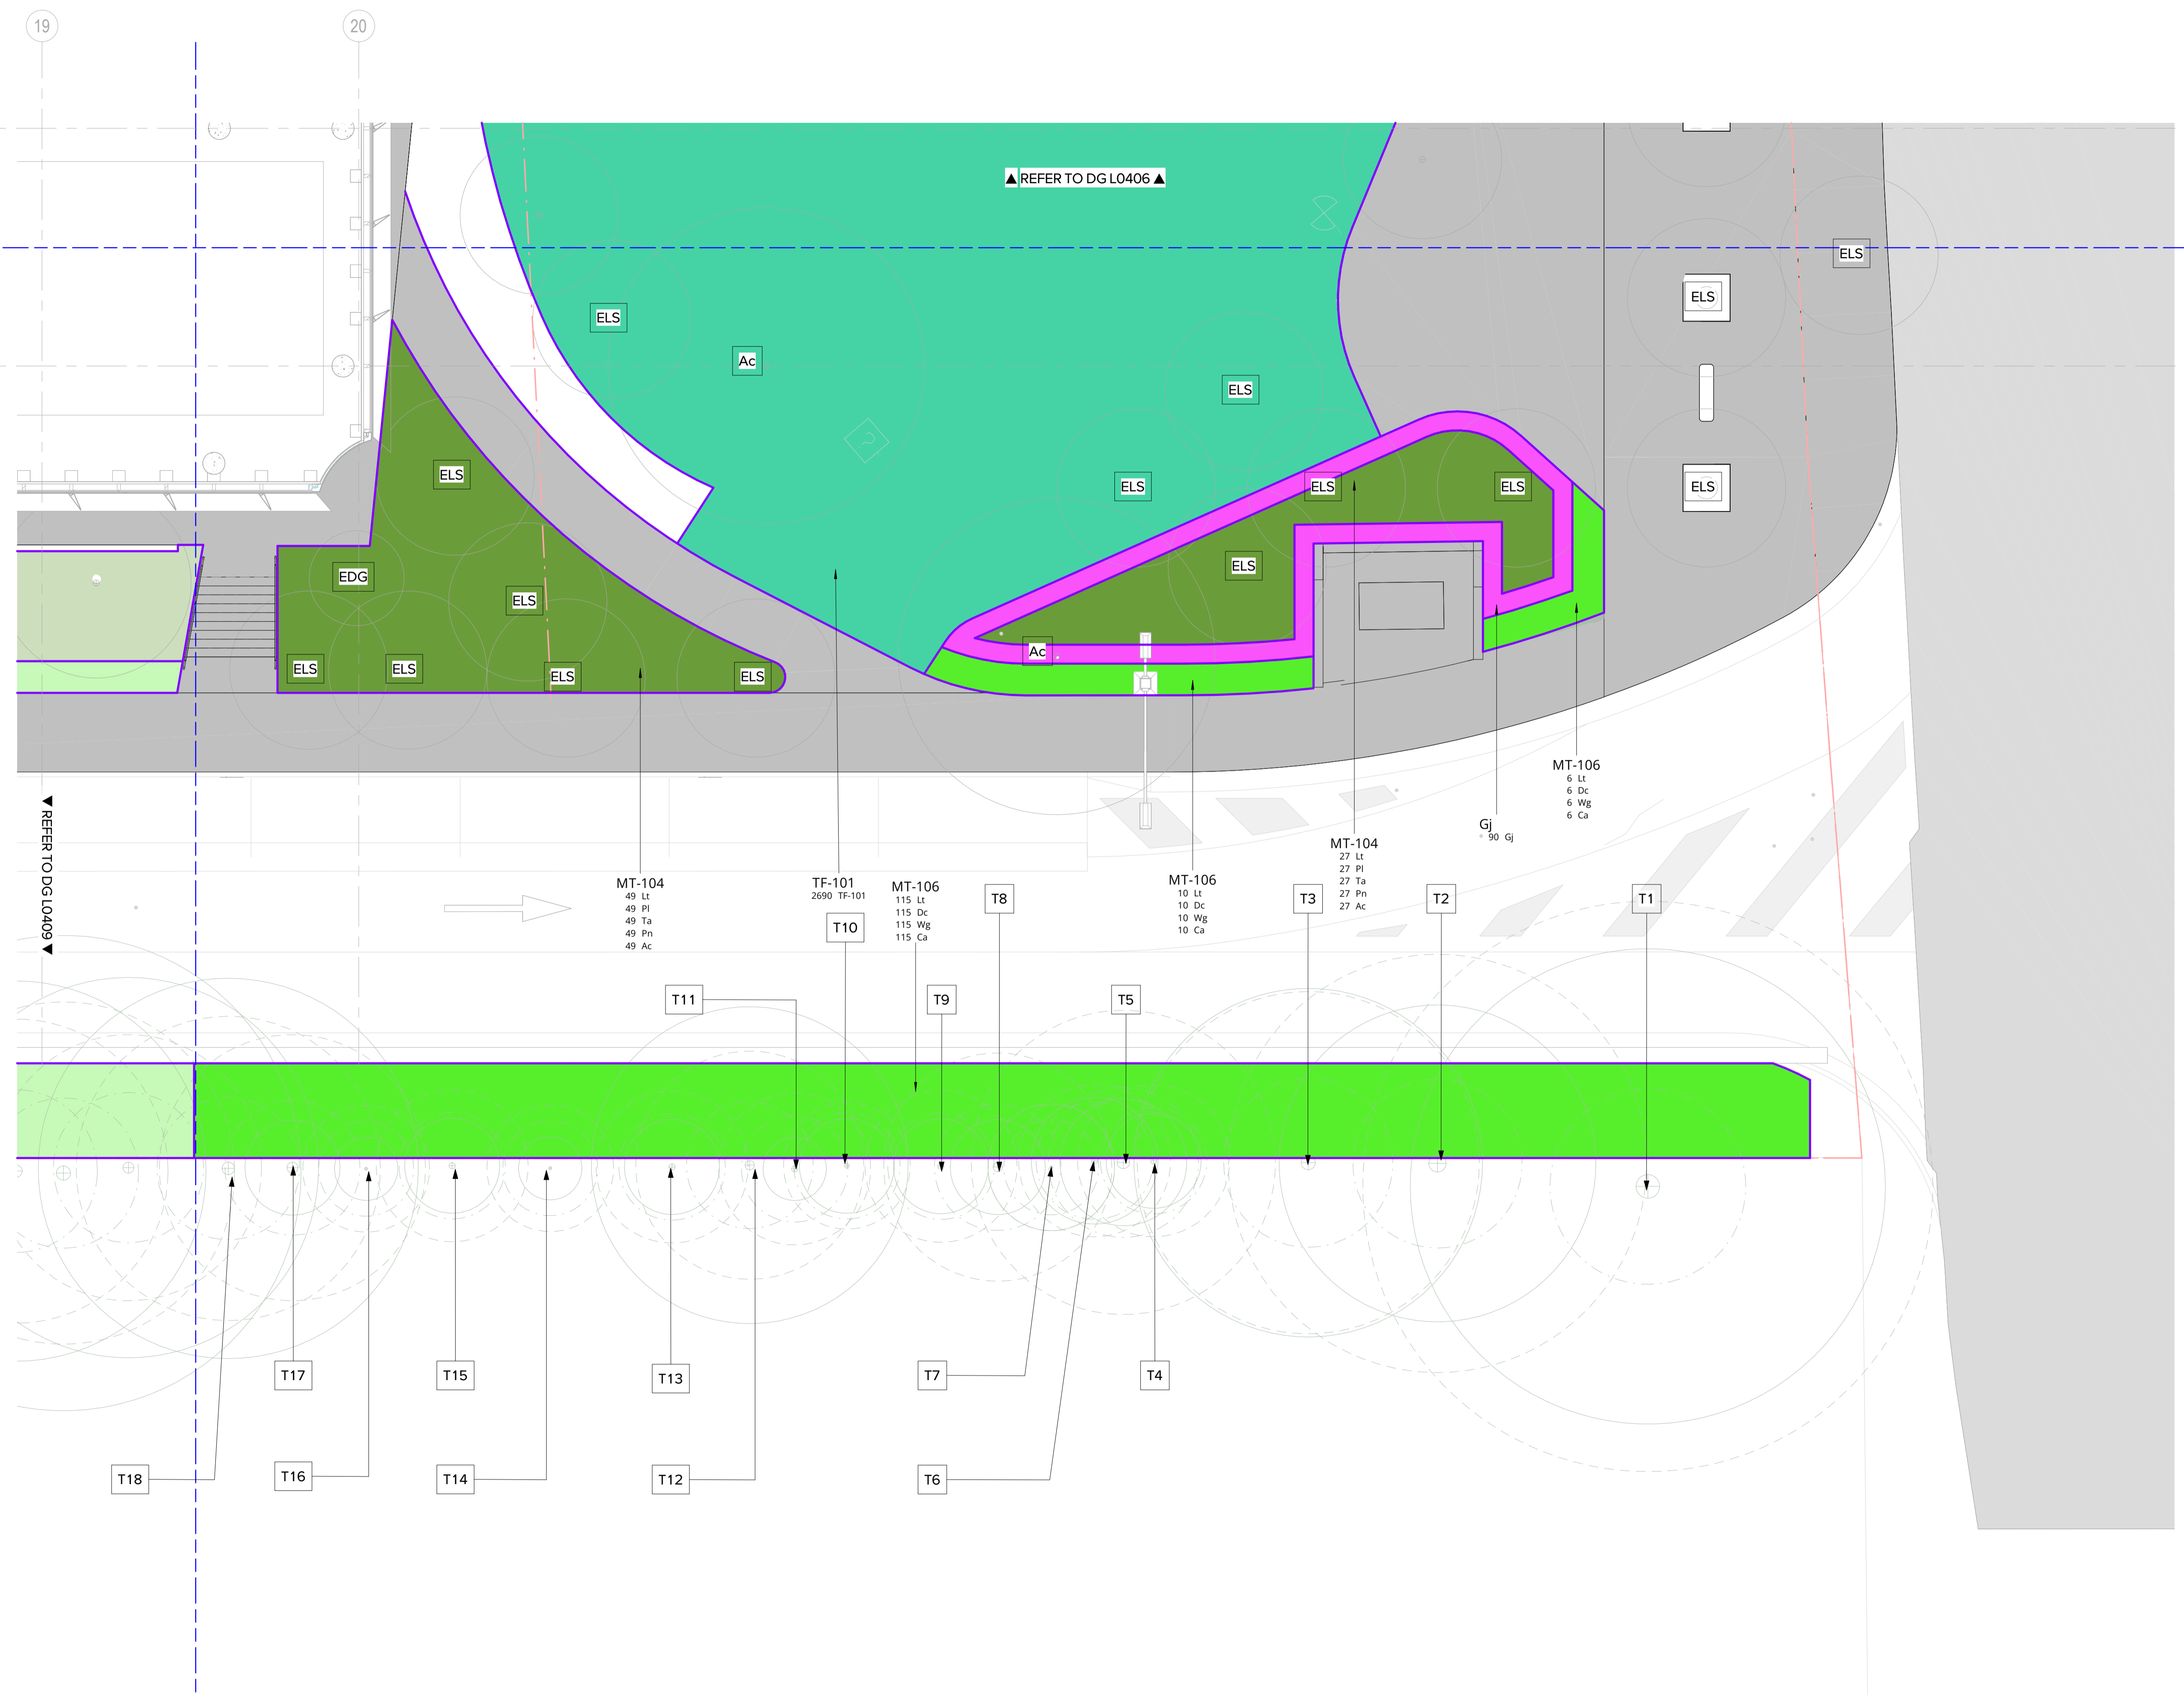 19
20
▲ REFER TO DG L0406 ▲
ELS
ELS
ELS
Ac
ELS
ELS
ELS
ELS
ELS
ELS
ELS
ELS
EDG
ELS
Ac
ELS
ELS
ELS
ELS
▲ REFER TO DG L0409 ▲
MT-106
6 Lt
6 Dc
6 Wg
6 Ca
Gj
90 Gj
MT-104
27 Lt
27 Pl
27 Ta
27 Pn
27 Ac
MT-104
49 Lt
49 Pl
49 Ta
49 Pn
49 Ac
TF-101
2690 TF-101
MT-106
115 Lt
115 Dc
115 Wg
115 Ca
MT-106
10 Lt
10 Dc
10 Wg
10 Ca
T8
T3
T2
T1
T10
T11
T9
T5
T17
T15
T13
T7
T4
T18
T16
T14
T12
T6